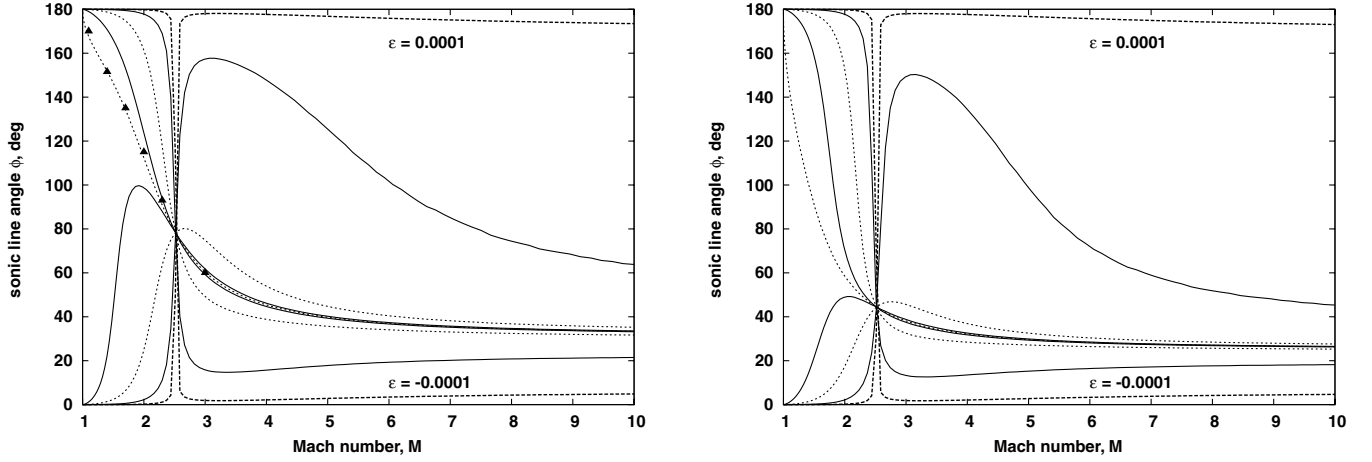 180
160
140
120
100
80
60
40
20
0
sonic line angle ϕ, deg
ε = 0.0001
ε = -0.0001
1 2 3 4 5 6 7 8 9 10
Mach number, M
180
160
140
120
100
80
60
40
20
0
sonic line angle ϕ, deg
ε = 0.0001
ε = -0.0001
1 2 3 4 5 6 7 8 9 10
Mach number, M